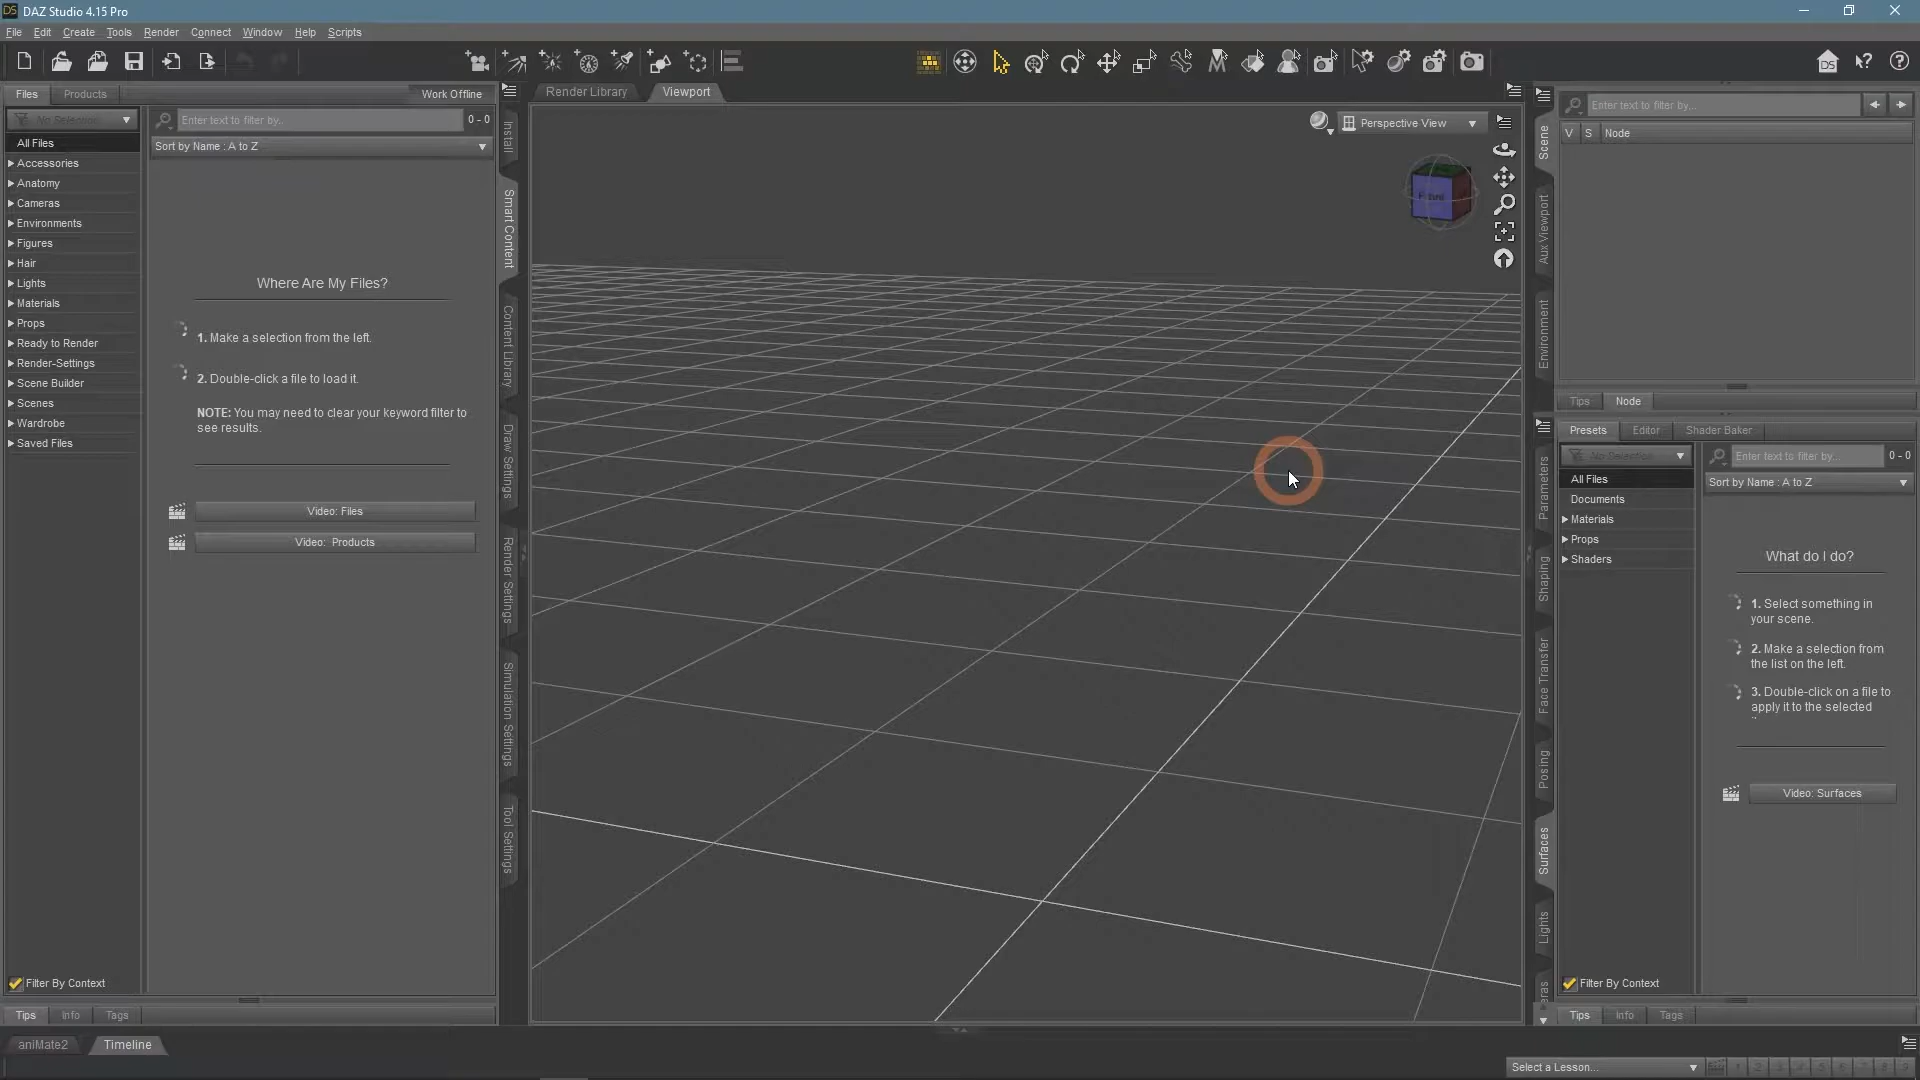 DAZ Studio 4.15 Pro
File Edit Create Tools Render Connect Window Help Scripts
Files Products Work Offline
Enter text to filter by.. 0 - 0
Sort by Name : A to Z
All Files
Accessories
Anatomy
Cameras
Environments
Figures
Hair
Lights
Materials
Props
Ready to Render
Render-Settings
Scene Builder
Scenes
Wardrobe
Saved Files
Where Are My Files?
1. Make a selection from the left.
2. Double-click a file to load it.
NOTE: You may need to clear your keyword filter to
see results.
Video: Files
Video: Products
Filter By Context
Tips Info Tags
Install
Smart Content
Content Library
Draw Settings
Render Settings
Simulation Settings
Tool Settings
Render Library Viewport
Perspective View
Scene
Aux Viewport
Environment
Enter text to filter by...
V S Node
Tips Node
Parameters
Shaping
Face Transfer
Posing
Surfaces
Lights
Presets Editor Shader Baker
No Selection
Enter text to filter by... 0 - 0
All Files
Sort by Name : A to Z
Documents
Materials
Props
Shaders
What do I do?
1. Select something in
your scene.
2. Make a selection from
the list on the left.
3. Double-click on a file to
apply it to the selected
Video: Surfaces
Filter By Context
Tips Info Tags
aniMate2 Timeline
Select a Lesson...